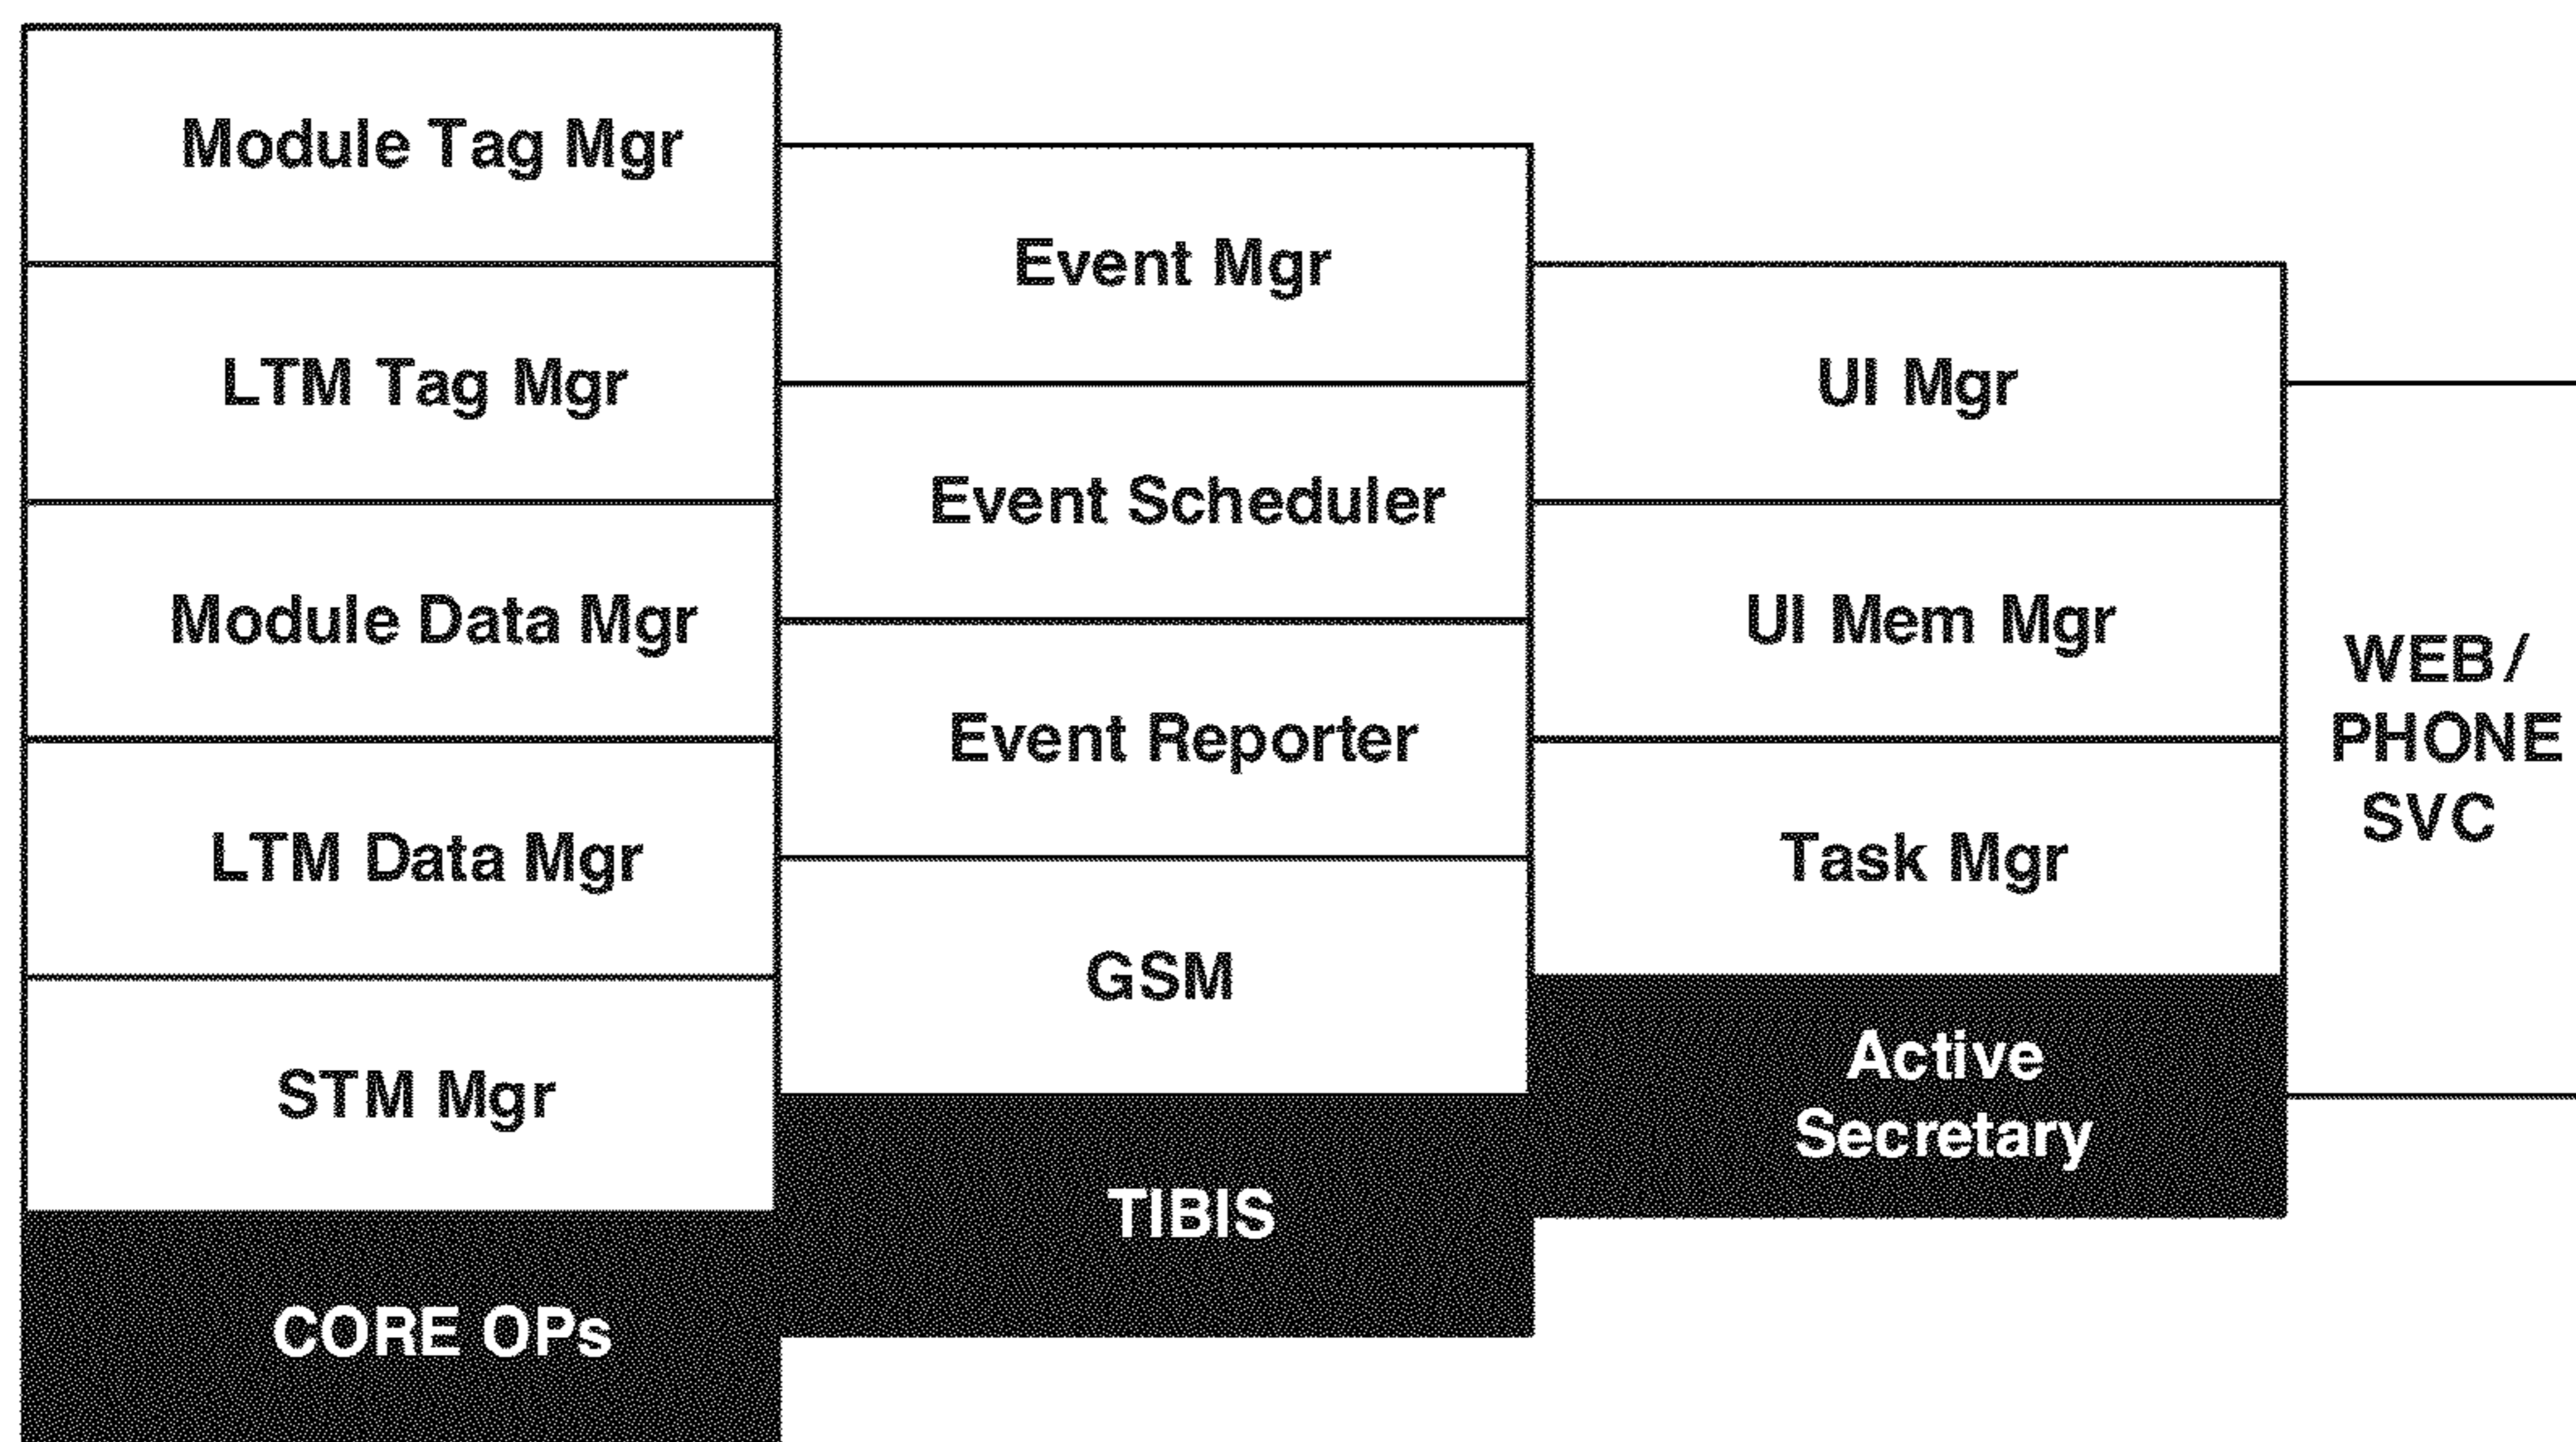 Module Tag Mgr
LTM Tag Mgr
Module Data Mgr
LTM Data Mgr
STM Mgr
CORE OPs
Event Mgr
Event Scheduler
Event Reporter
GSM
TIBIS
UI Mgr
UI Mem Mgr
Task Mgr
Active
Secretary
WEB/
PHONE
SVC